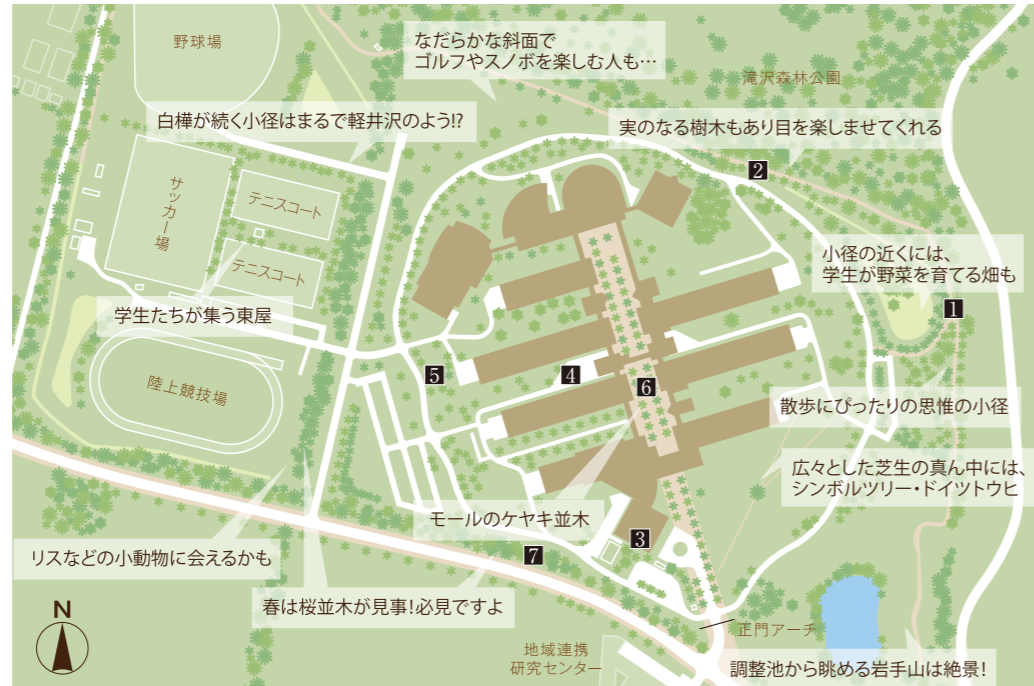 野球場
なだらかな斜面で
ゴルフやスノボを楽しむ人も…
滝沢森林公園
白樺が続く小径はまるで軽井沢のよう!?
実のなる樹木もあり目を楽しませてくれる
2
サッカー場
テニスコート
テニスコート
小径の近くには、
学生が野菜を育てる畑も
1
学生たちが集う東屋
陸上競技場
5
4
6
散歩にぴったりの思惟の小径
広々とした芝生の真ん中には、
シンボルツリー・ドイツトウヒ
モールのケヤキ並木
3
7
リスなどの小動物に会えるかも
春は桜並木が見事!必見ですよ
N
正門アーチ
地域連携
研究センター
調整池から眺める岩手山は絶景!